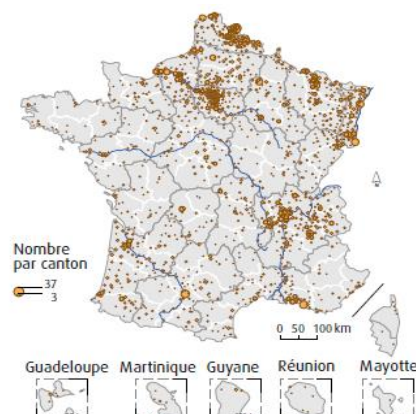 Nombre
par canton
37
3
0 50 100 km
Guadeloupe Martinique Guyane Réunion Mayotte